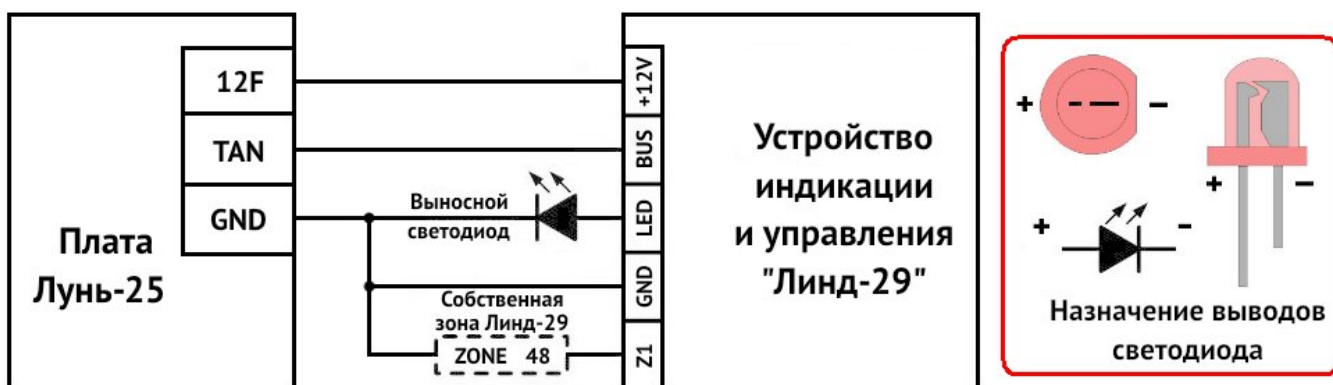 Плата
Лунь-25
12F
TAN
GND
Выносной
светодиод
Собственная
зона Линд-29
ZONE 48
+12V
BUS
LED
GND
Z1
Устройство
индикации
и управления
"Линд-29"
+ -
+ -
+ -
Назначение выводов
светодиода